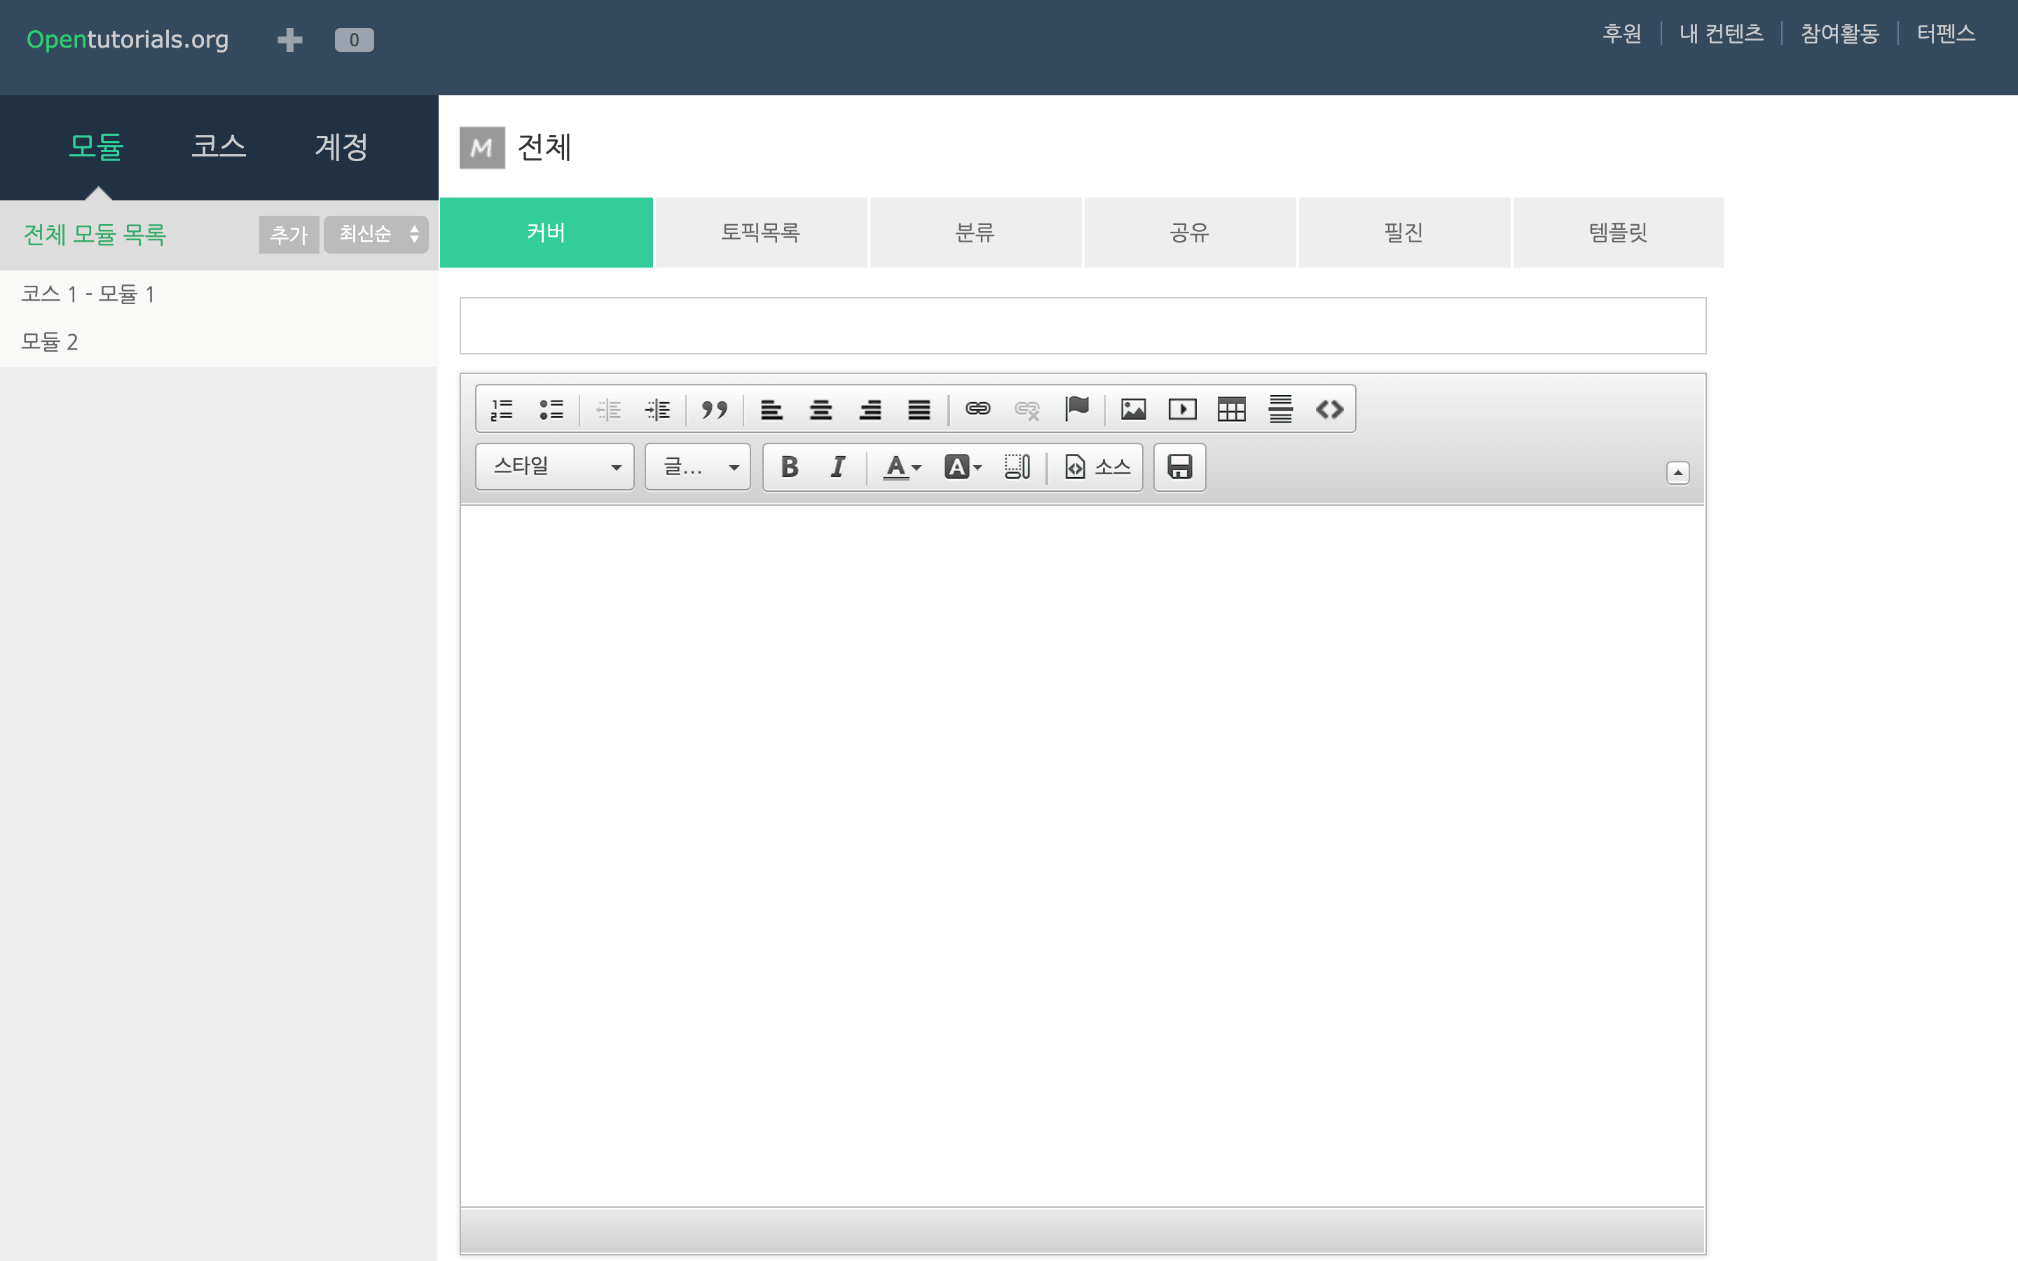 Opentutorials.org 0 후원 내 컨텐츠 참여활동 터펜스
모듈 코스 계정
M 전체
전체 모듈 목록 추가 최신순
코스 1 - 모듈 1
모듈 2
커버 토픽목록 분류 공유 필진 템플릿
스타일 글... B I A A 소스